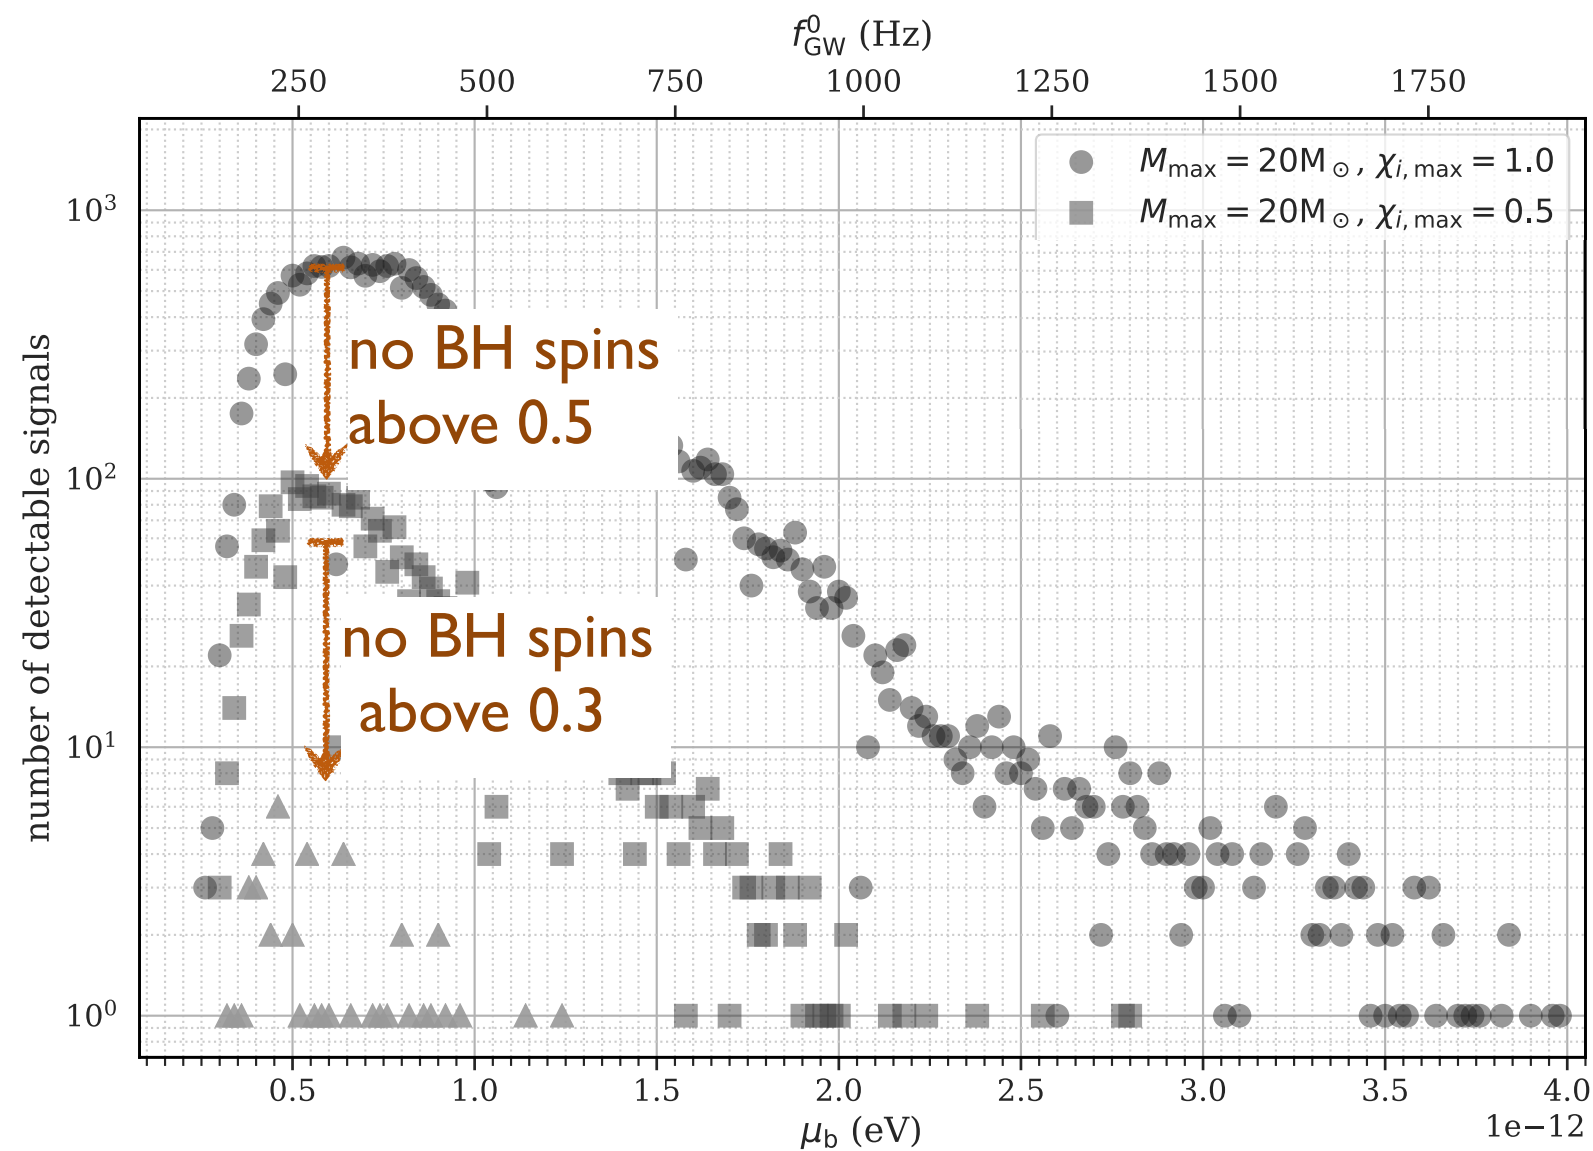 f⁰_GW (Hz)
250 500 750 1000 1250 1500 1750
M_max = 20M_⊙, χ_i,max = 1.0
M_max = 20M_⊙, χ_i,max = 0.5
number of detectable signals
10³
10²
10¹
10⁰
no BH spins
above 0.5
no BH spins
above 0.3
0.5 1.0 1.5 2.0 2.5 3.0 3.5 4.0
1e−12
μ_b (eV)